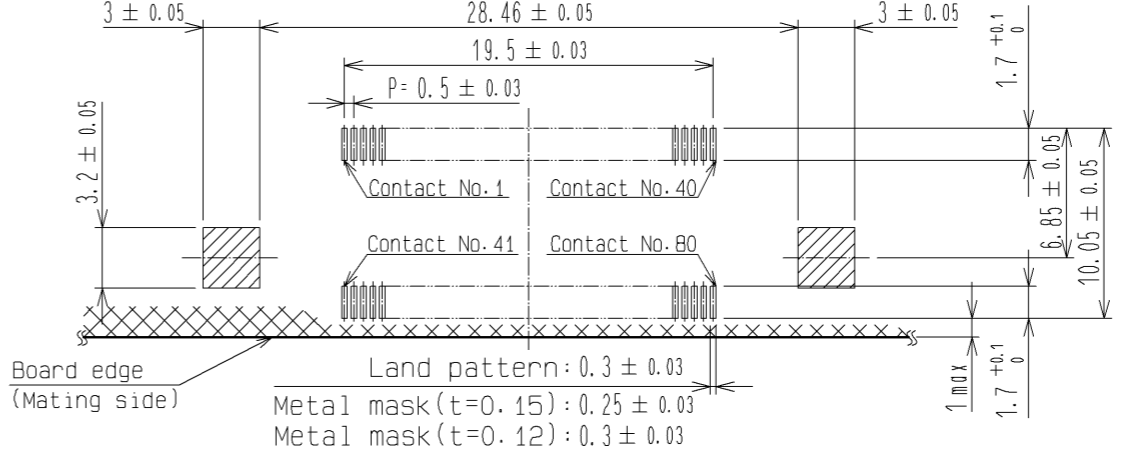 3 ± 0.05
28.46 ± 0.05
3 ± 0.05
19.5 ± 0.03
P= 0.5 ± 0.03
1.7 +0.1 0
3.2 ± 0.05
6.85 ± 0.05
10.05 ± 0.05
Contact No.1
Contact No.40
Contact No.41
Contact No.80
Board edge
(Mating side)
Land pattern:0.3 ± 0.03
Metal mask(t=0.15):0.25 ± 0.03
Metal mask(t=0.12):0.3 ± 0.03
1 max
1.7 +0.1 0